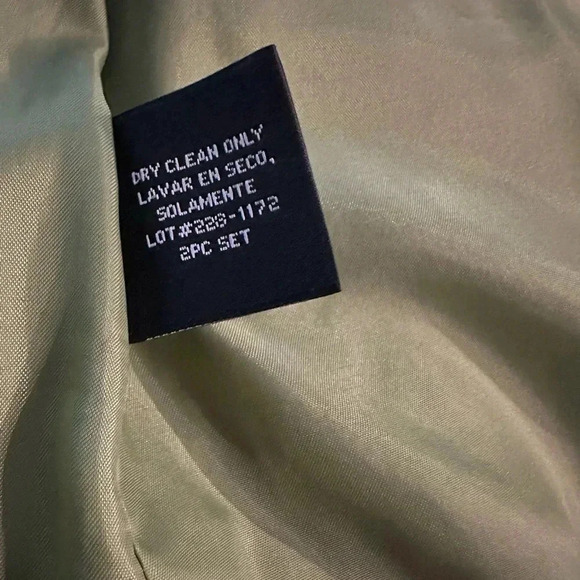 DRY CLEAN ONLY
LAVAR EN SECO,
SOLAMENTE
LOT#228-1172
2PC SET